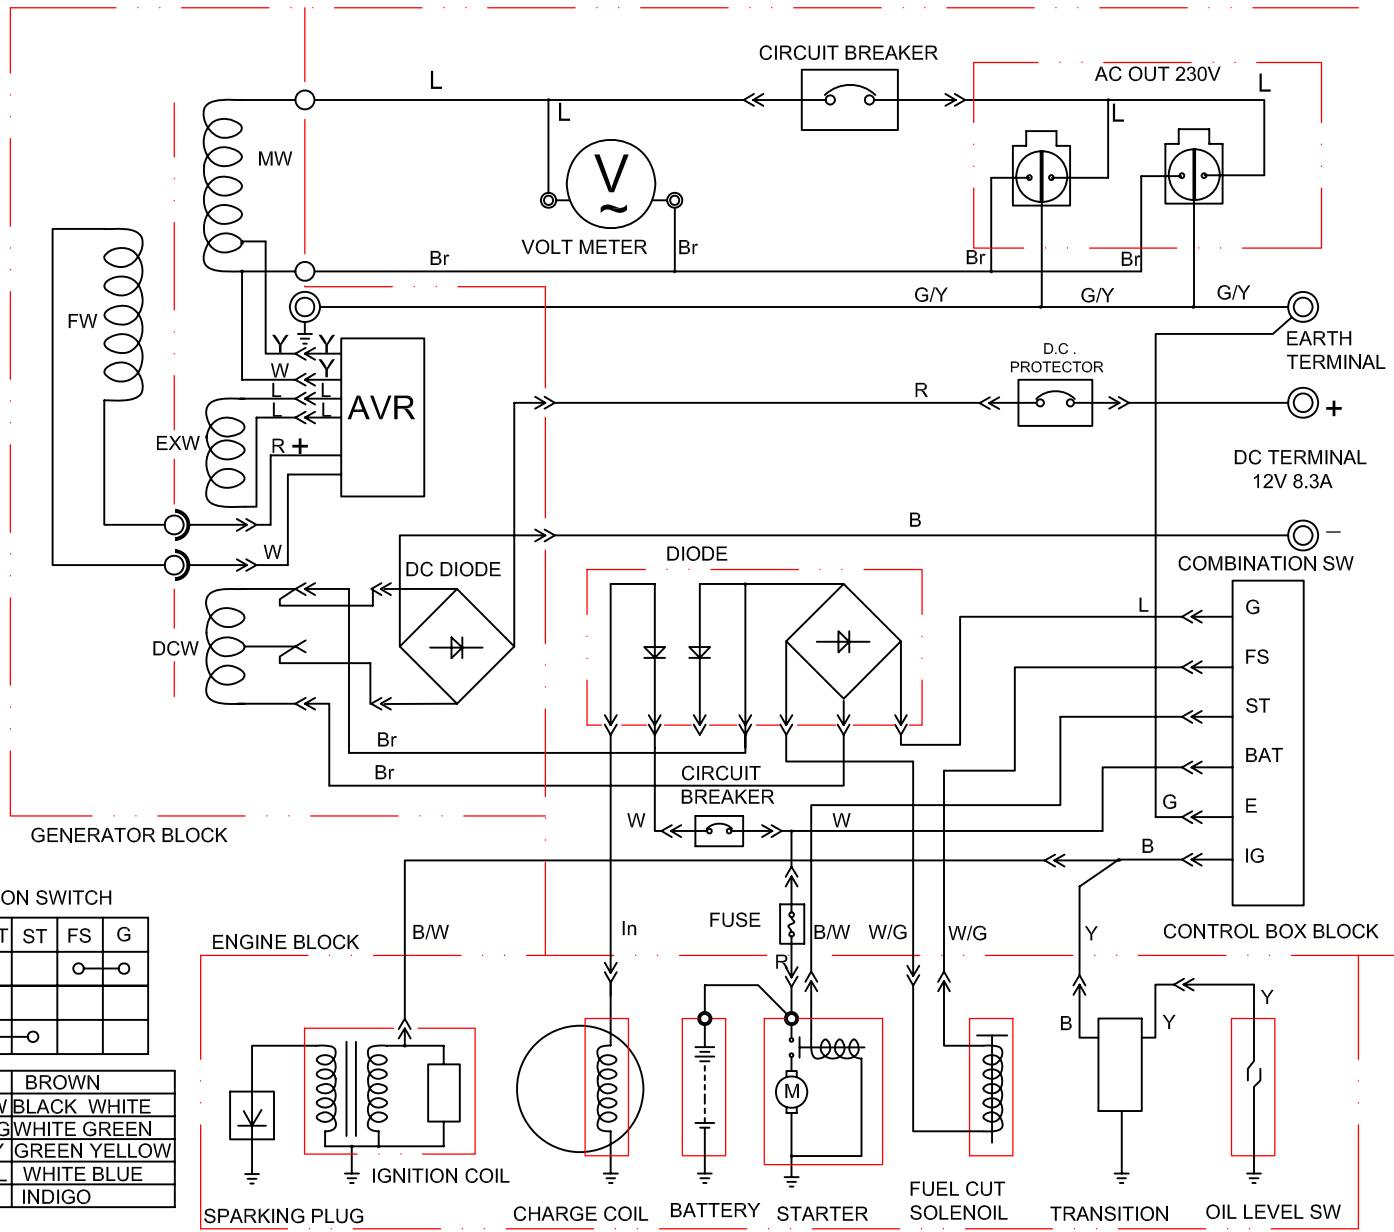 CIRCUIT BREAKER
AC OUT 230V
L
L
L
L
MW
V
~
VOLT METER
Br
Br
Br
Br
G/Y
G/Y
G/Y
EARTH
TERMINAL
FW
Y
Y
W
Y
L
L
L
L
AVR
EXW
R +
W
D.C .
PROTECTOR
R
+
DC TERMINAL
12V 8.3A
B
−
DC DIODE
DIODE
COMBINATION SW
DCW
L
G
FS
ST
BAT
G
E
B
IG
Br
Br
CIRCUIT
BREAKER
W
W
GENERATOR BLOCK
ON SWITCH
T ST FS G
FUSE
B/W
In
R
B/W
W/G
W/G
Y
CONTROL BOX BLOCK
ENGINE BLOCK
B
Y
Y
M
BROWN
W BLACK WHITE
G WHITE GREEN
Y GREEN YELLOW
L WHITE BLUE
INDIGO
IGNITION COIL
SPARKING PLUG
CHARGE COIL
BATTERY
STARTER
FUEL CUT
SOLENOIL
TRANSITION
OIL LEVEL SW